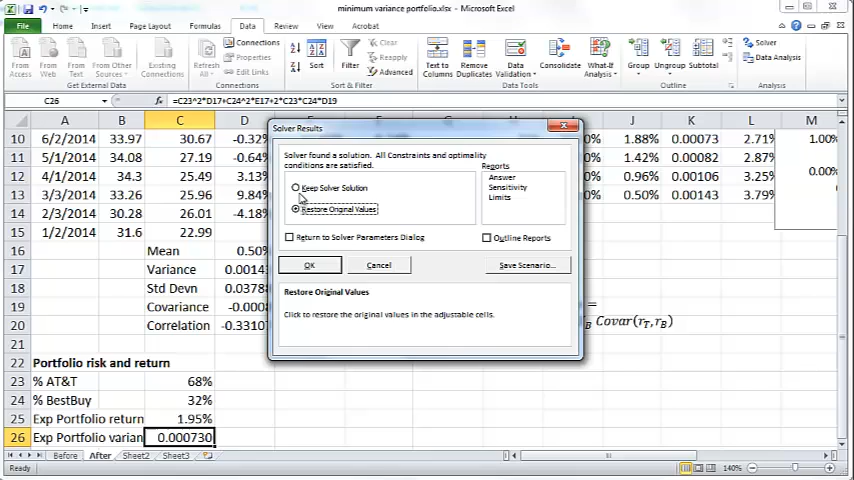 minimum variance portfolio.xlsx - Microsoft Excel
File Home Insert Page Layout Formulas Data Review View Acrobat
From Access From Web From Text From Other Sources Existing Connections Refresh All Connections Properties Edit Links Sort Filter Clear Reapply Advanced Text to Columns Remove Duplicates Data Validation Consolidate What-If Analysis Group Ungroup Subtotal Solver Data Analysis
Get External Data Connections Sort & Filter Data Tools Outline Analysis
C26 fx =C23^2*D17+C24^2*E17+2*C23*C24*D19
A B C D J K L M
10 6/2/2014 33.97 30.67 -0.32% 1.88% 0.00073 2.71% 1.00%
11 5/1/2014 34.08 27.19 -0.64% 1.42% 0.00082 2.87%
12 4/1/2014 34.3 25.49 3.13% 0.96% 0.00106 3.25% 0.00%
13 3/3/2014 33.26 25.96 9.84% 0.50% 0.00143 3.79%
14 2/3/2014 30.28 26.01 -4.18%
15 1/2/2014 31.6 22.99
16 Mean 0.50%
17 Variance 0.00143
18 Std Devn 0.03788 =
19 Covariance -0.0008
20 Correlation -0.33107 B Covar(rT,rB)
21
22 Portfolio risk and return
23 % AT&T 68%
24 % BestBuy 32%
25 Exp Portfolio return 1.95%
26 Exp Portfolio varian 0.000730
Solver Results
Solver found a solution. All Constraints and optimality
conditions are satisfied.
Keep Solver Solution
Restore Original Values
Reports
Answer
Sensitivity
Limits
Return to Solver Parameters Dialog Outline Reports
OK Cancel Save Scenario...
Restore Original Values
Click to restore the original values in the adjustable cells.
Before After Sheet2 Sheet3
Ready 140%